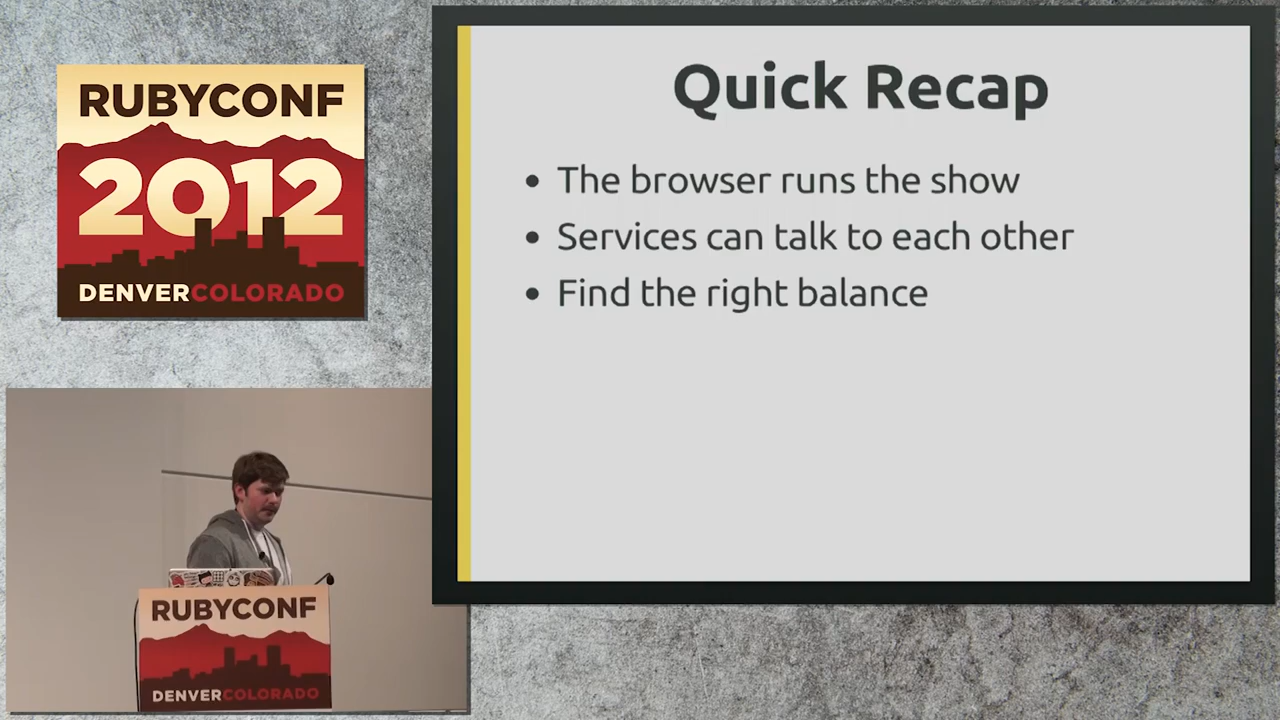 RUBYCONF
2012
DENVERCOLORADO
Quick Recap
• The browser runs the show
• Services can talk to each other
• Find the right balance
RUBYCONF
DENVERCOLORADO